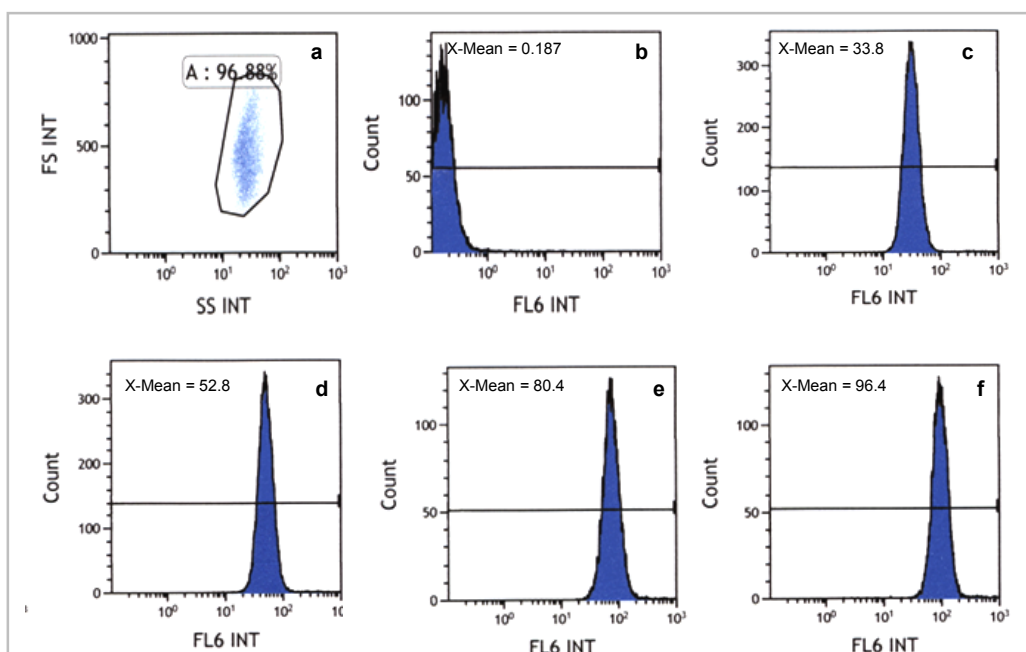 a
A : 96.88%
1000
500
0
FS INT
10⁰ 10¹ 10² 10³
SS INT
X-Mean = 0.187 b
100
50
0
Count
10⁰ 10¹ 10² 10³
FL6 INT
X-Mean = 33.8 c
300
200
100
0
Count
10⁰ 10¹ 10² 10³
FL6 INT
X-Mean = 52.8 d
300
200
100
0
Count
10⁰ 10¹ 10² 10
FL6 INT
X-Mean = 80.4 e
100
50
0
Count
10⁰ 10¹ 10² 10³
FL6 INT
X-Mean = 96.4 f
100
50
0
Count
10⁰ 10¹ 10² 10³
FL6 INT